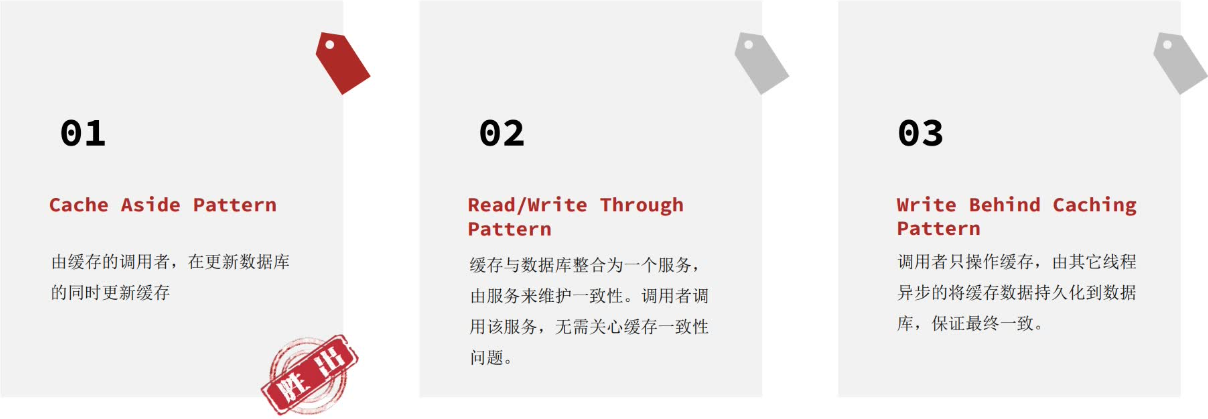 01
Cache Aside Pattern
由缓存的调用者，在更新数据库
的同时更新缓存
胜出
02
Read/Write Through
Pattern
缓存与数据库整合为一个服务，
由服务来维护一致性。调用者调
用该服务，无需关心缓存一致性
问题。
03
Write Behind Caching
Pattern
调用者只操作缓存，由其它线程
异步的将缓存数据持久化到数据
库，保证最终一致。